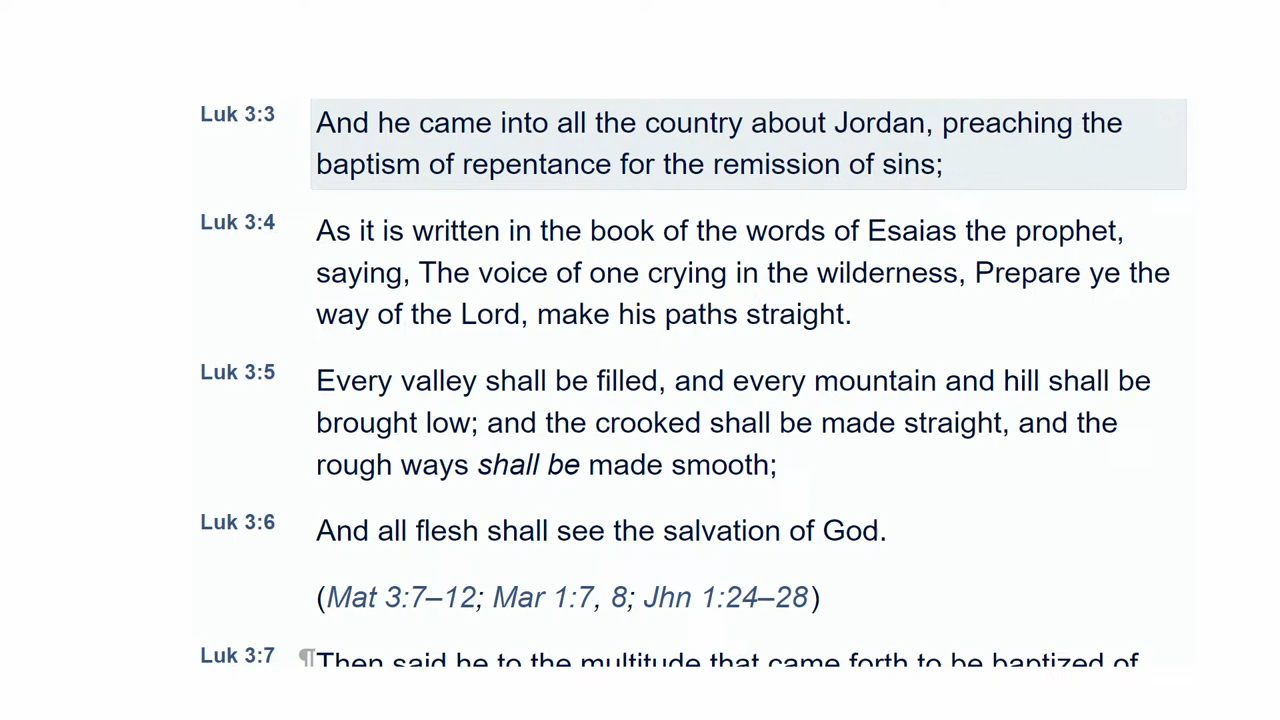 Luk 3:3 And he came into all the country about Jordan, preaching the
baptism of repentance for the remission of sins;
Luk 3:4 As it is written in the book of the words of Esaias the prophet,
saying, The voice of one crying in the wilderness, Prepare ye the
way of the Lord, make his paths straight.
Luk 3:5 Every valley shall be filled, and every mountain and hill shall be
brought low; and the crooked shall be made straight, and the
rough ways shall be made smooth;
Luk 3:6 And all flesh shall see the salvation of God.
(Mat 3:7–12; Mar 1:7, 8; Jhn 1:24–28)
Luk 3:7 ¶Then said he to the multitude that came forth to be baptized of